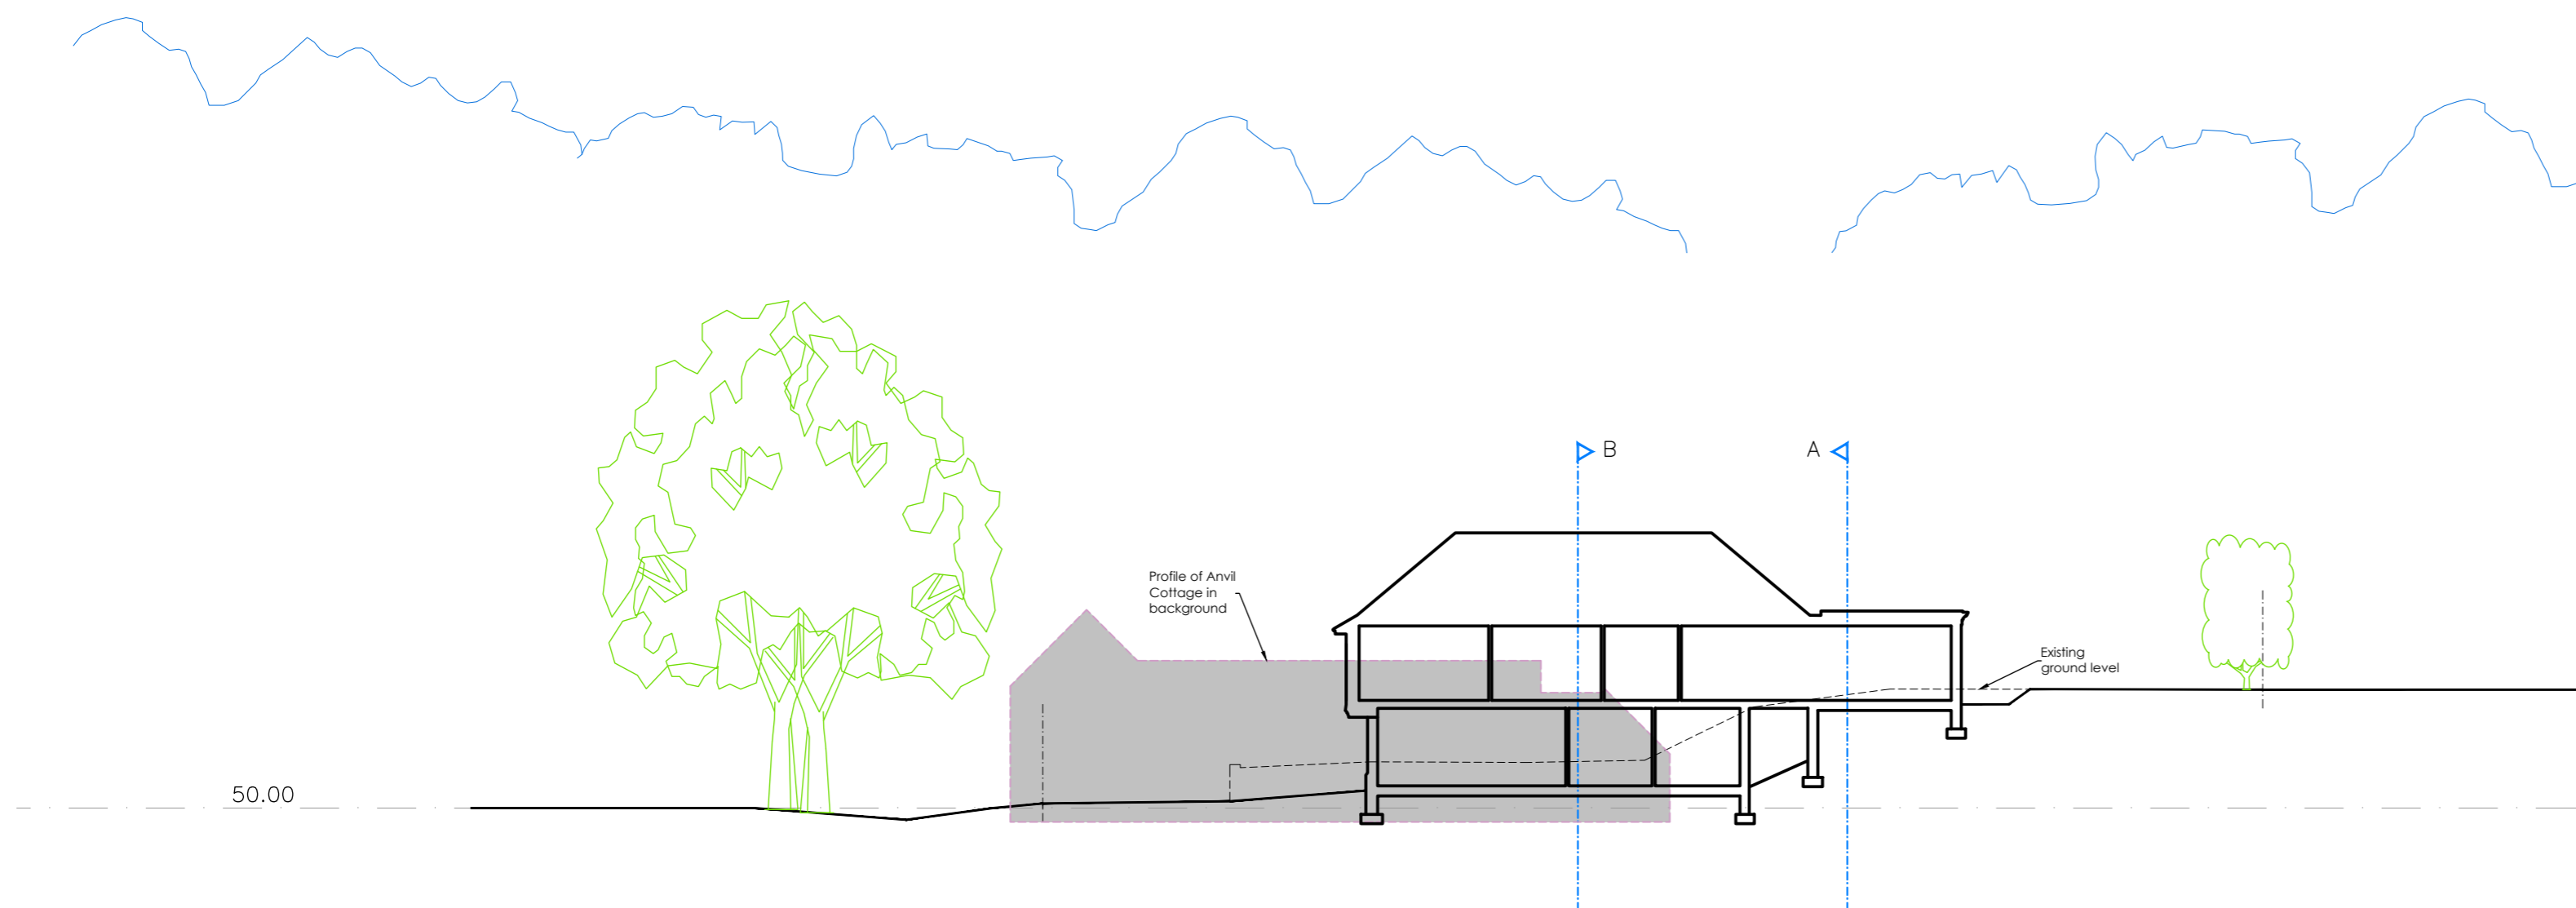 B
A
Profile of Anvil
Cottage in
background
Existing
ground level
50.00